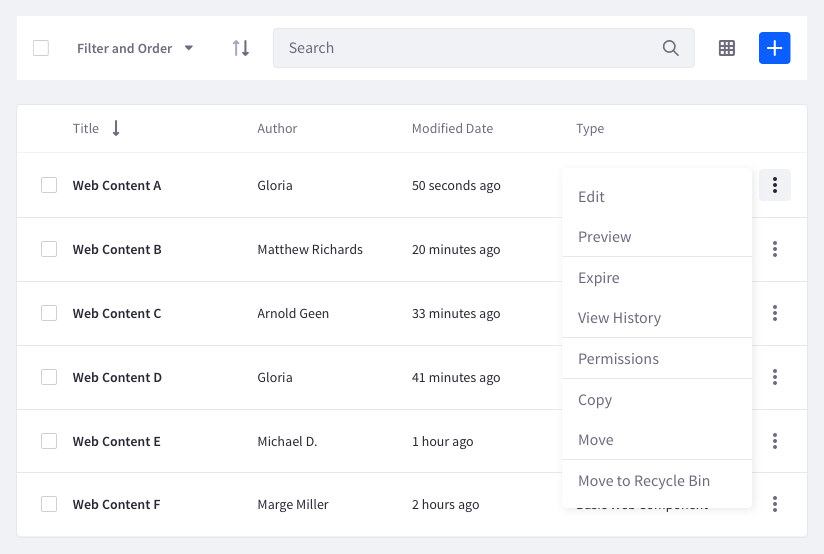 Filter and Order
Search
Title Author Modified Date Type
Web Content A Gloria 50 seconds ago
Edit
Preview
Web Content B Matthew Richards 20 minutes ago
Expire
Web Content C Arnold Geen 33 minutes ago
View History
Permissions
Web Content D Gloria 41 minutes ago
Copy
Move
Web Content E Michael D. 1 hour ago
Move to Recycle Bin
Web Content F Marge Miller 2 hours ago Basic Web Component